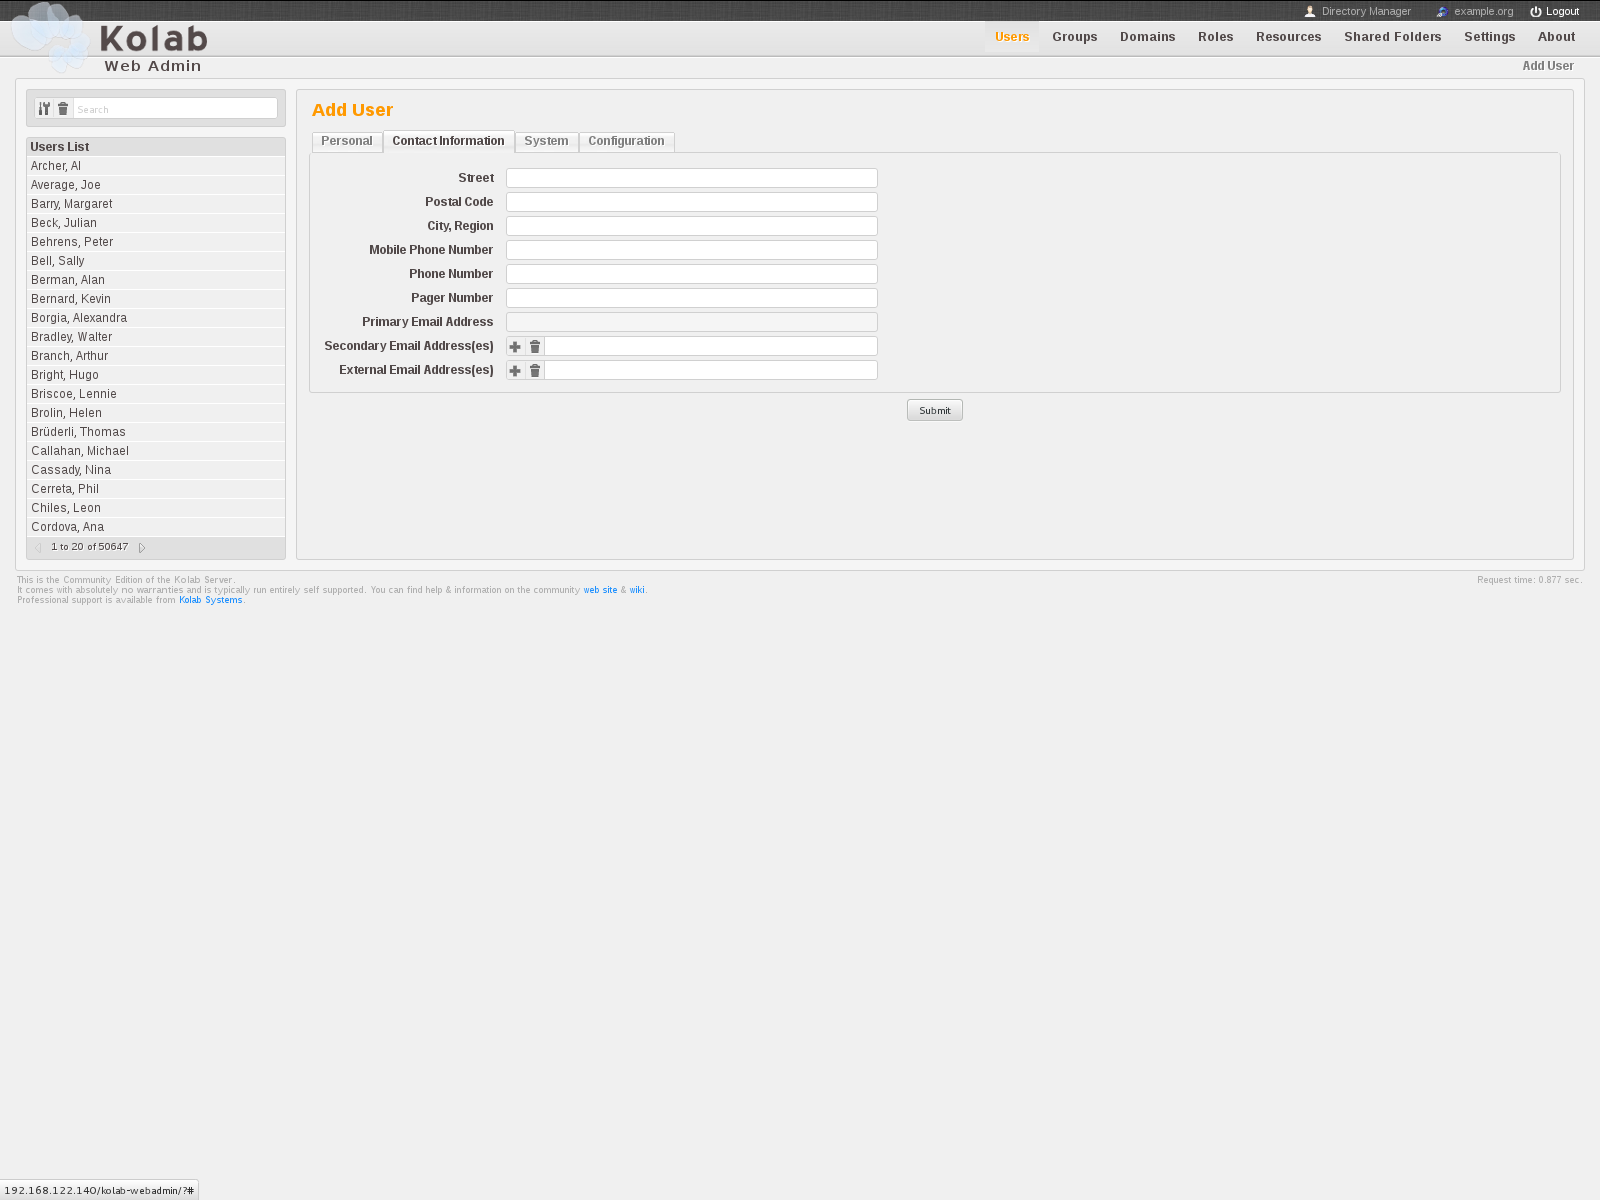 Directory Manager example.org Logout
Kolab
Web Admin
Users Groups Domains Roles Resources Shared Folders Settings About
Add User
Search
Users List
Archer, Al
Average, Joe
Barry, Margaret
Beck, Julian
Behrens, Peter
Bell, Sally
Berman, Alan
Bernard, Kevin
Borgia, Alexandra
Bradley, Walter
Branch, Arthur
Bright, Hugo
Briscoe, Lennie
Brolin, Helen
Brüderli, Thomas
Callahan, Michael
Cassady, Nina
Cerreta, Phil
Chiles, Leon
Cordova, Ana
1 to 20 of 50647
Add User
Personal Contact Information System Configuration
Street
Postal Code
City, Region
Mobile Phone Number
Phone Number
Pager Number
Primary Email Address
Secondary Email Address(es)
External Email Address(es)
Submit
This is the Community Edition of the Kolab Server.
It comes with absolutely no warranties and is typically run entirely self supported. You can find help & information on the community web site & wiki.
Professional support is available from Kolab Systems.
Request time: 0.877 sec.
192.168.122.140/kolab-webadmin/?#